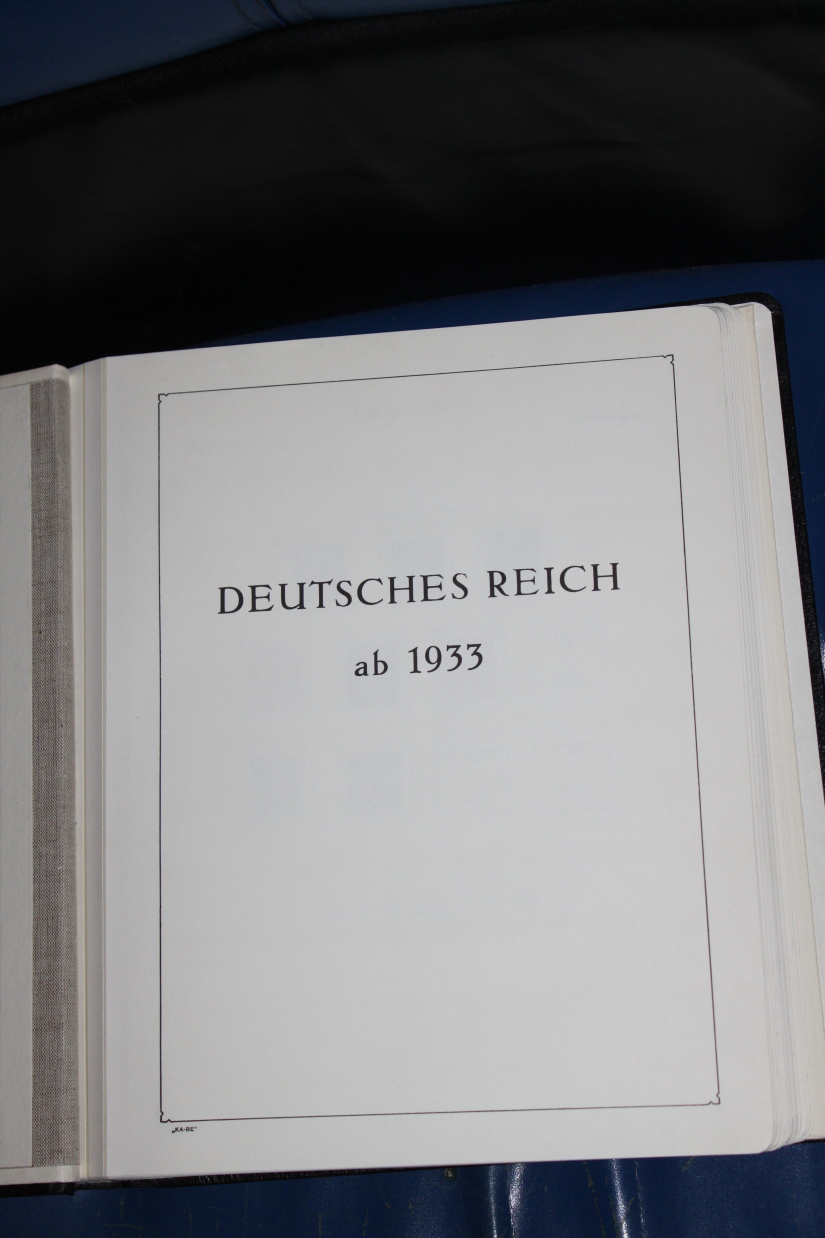 DEUTSCHES REICH
ab 1933
„KA-BE“